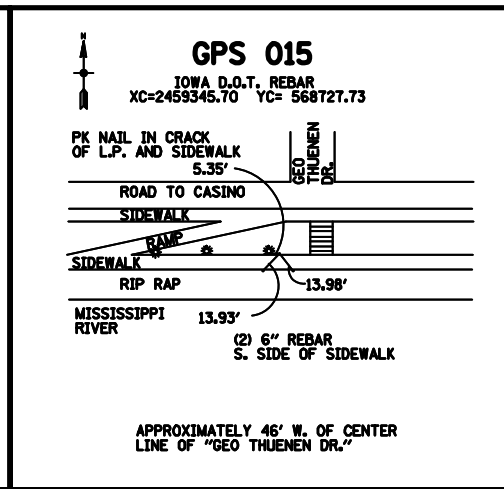 N
GPS 015
IOWA D.O.T. REBAR
XC=2459345.70 YC= 568727.73
PK NAIL IN CRACK
OF L.P. AND SIDEWALK
5.35'
GEO
THUENEN
DR.
ROAD TO CASINO
SIDEWALK
RAMP
SIDEWALK
RIP RAP
13.98'
MISSISSIPPI
RIVER
13.93'
(2) 6" REBAR
S. SIDE OF SIDEWALK
APPROXIMATELY 46' W. OF CENTER
LINE OF "GEO THUENEN DR."